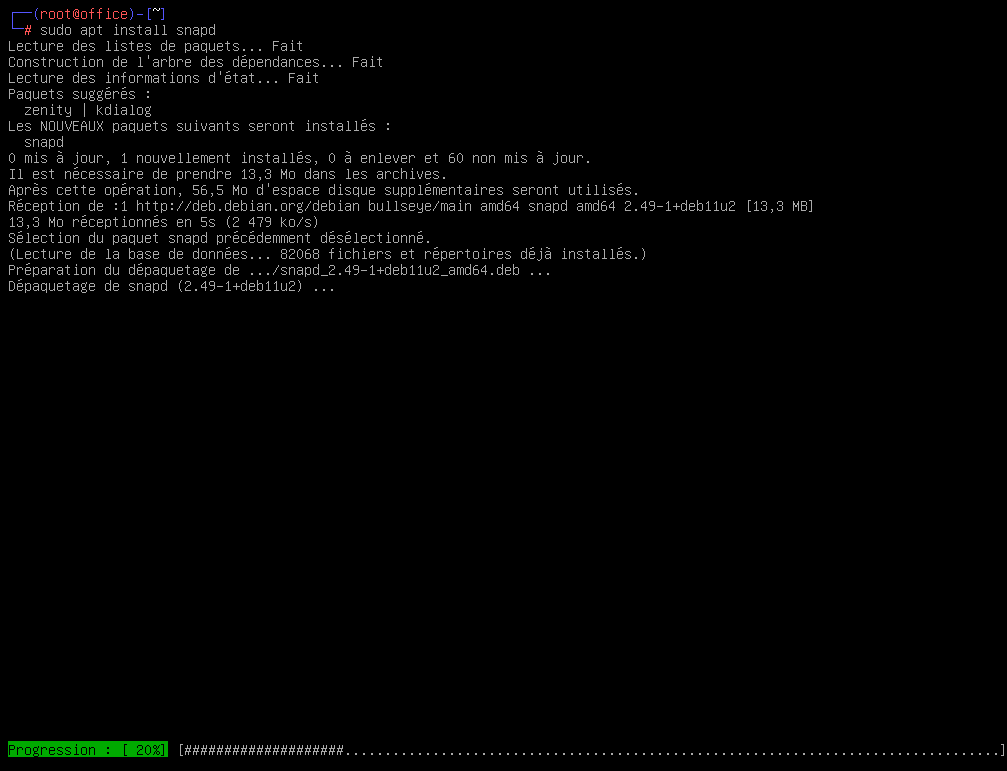 ┌──(root@office)-[~]
└─# sudo apt install snapd
Lecture des listes de paquets... Fait
Construction de l'arbre des dépendances... Fait
Lecture des informations d'état... Fait
Paquets suggérés :
  zenity | kdialog
Les NOUVEAUX paquets suivants seront installés :
  snapd
0 mis à jour, 1 nouvellement installés, 0 à enlever et 60 non mis à jour.
Il est nécessaire de prendre 13,3 Mo dans les archives.
Après cette opération, 56,5 Mo d'espace disque supplémentaires seront utilisés.
Réception de :1 http://deb.debian.org/debian bullseye/main amd64 snapd amd64 2.49-1+deb11u2 [13,3 MB]
13,3 Mo réceptionnés en 5s (2 479 ko/s)
Sélection du paquet snapd précédemment désélectionné.
(Lecture de la base de données... 82068 fichiers et répertoires déjà installés.)
Préparation du dépaquetage de .../snapd_2.49-1+deb11u2_amd64.deb ...
Dépaquetage de snapd (2.49-1+deb11u2) ...
Progression : [ 20%] [####################..................................................................................]